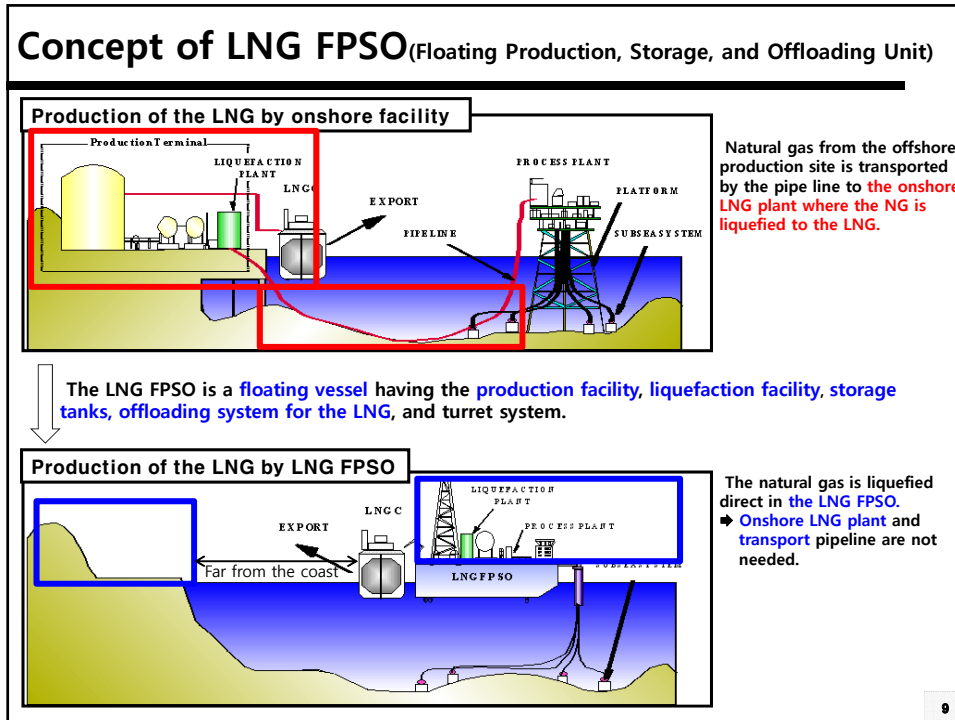 Concept of LNG FPSO(Floating Production, Storage, and Offloading Unit)
Production of the LNG by onshore facility
Production Terminal
LIQUEFACTION
PLANT
LNGC
EXPORT
PIPELINE
PROCESS PLANT
PLATFORM
SUBSEA SYSTEM
Natural gas from the offshore
production site is transported
by the pipe line to the onshore
LNG plant where the NG is
liquefied to the LNG.
The LNG FPSO is a floating vessel having the production facility, liquefaction facility, storage
tanks, offloading system for the LNG, and turret system.
Production of the LNG by LNG FPSO
LIQUEFACTION
PLANT
PROCESS PLANT
LNGC
EXPORT
Far from the coast
LNG FPSO
SUBSEA SYSTEM
The natural gas is liquefied
direct in the LNG FPSO.
➡ Onshore LNG plant and
transport pipeline are not
needed.
9